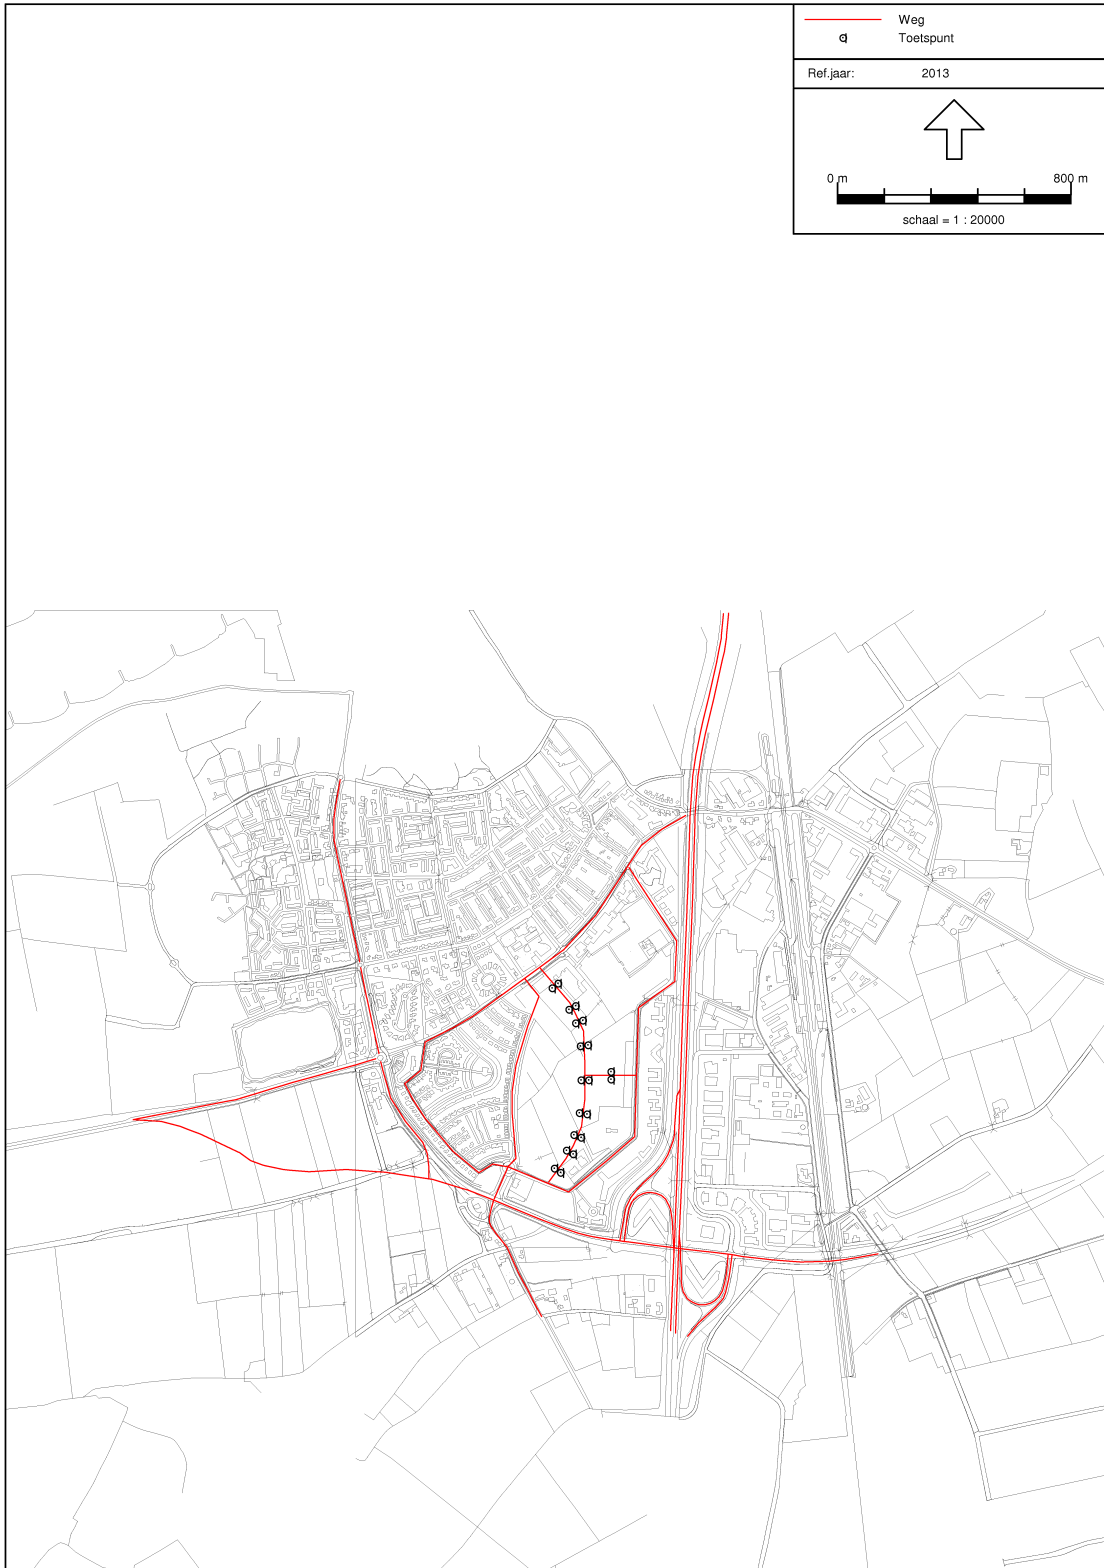 Weg
Toetspunt
Ref.jaar: 2013
0 m 800 m
schaal = 1 : 20000